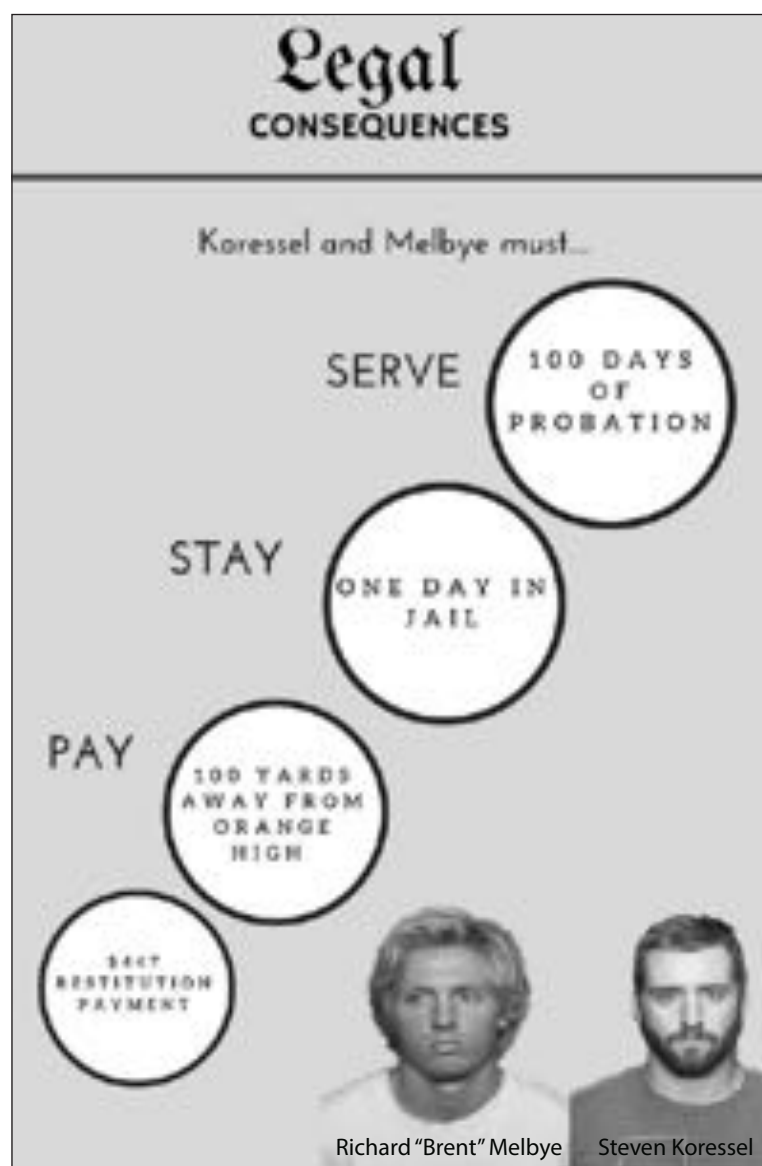 Legal
CONSEQUENCES
Koressel and Melbye must...
SERVE
100 DAYS
OF
PROBATION
STAY
ONE DAY IN
JAIL
PAY
100 YARDS
AWAY FROM
ORANGE
HIGH
RESTITUTION
PAYMENT
Richard “Brent” Melbye
Steven Koressel